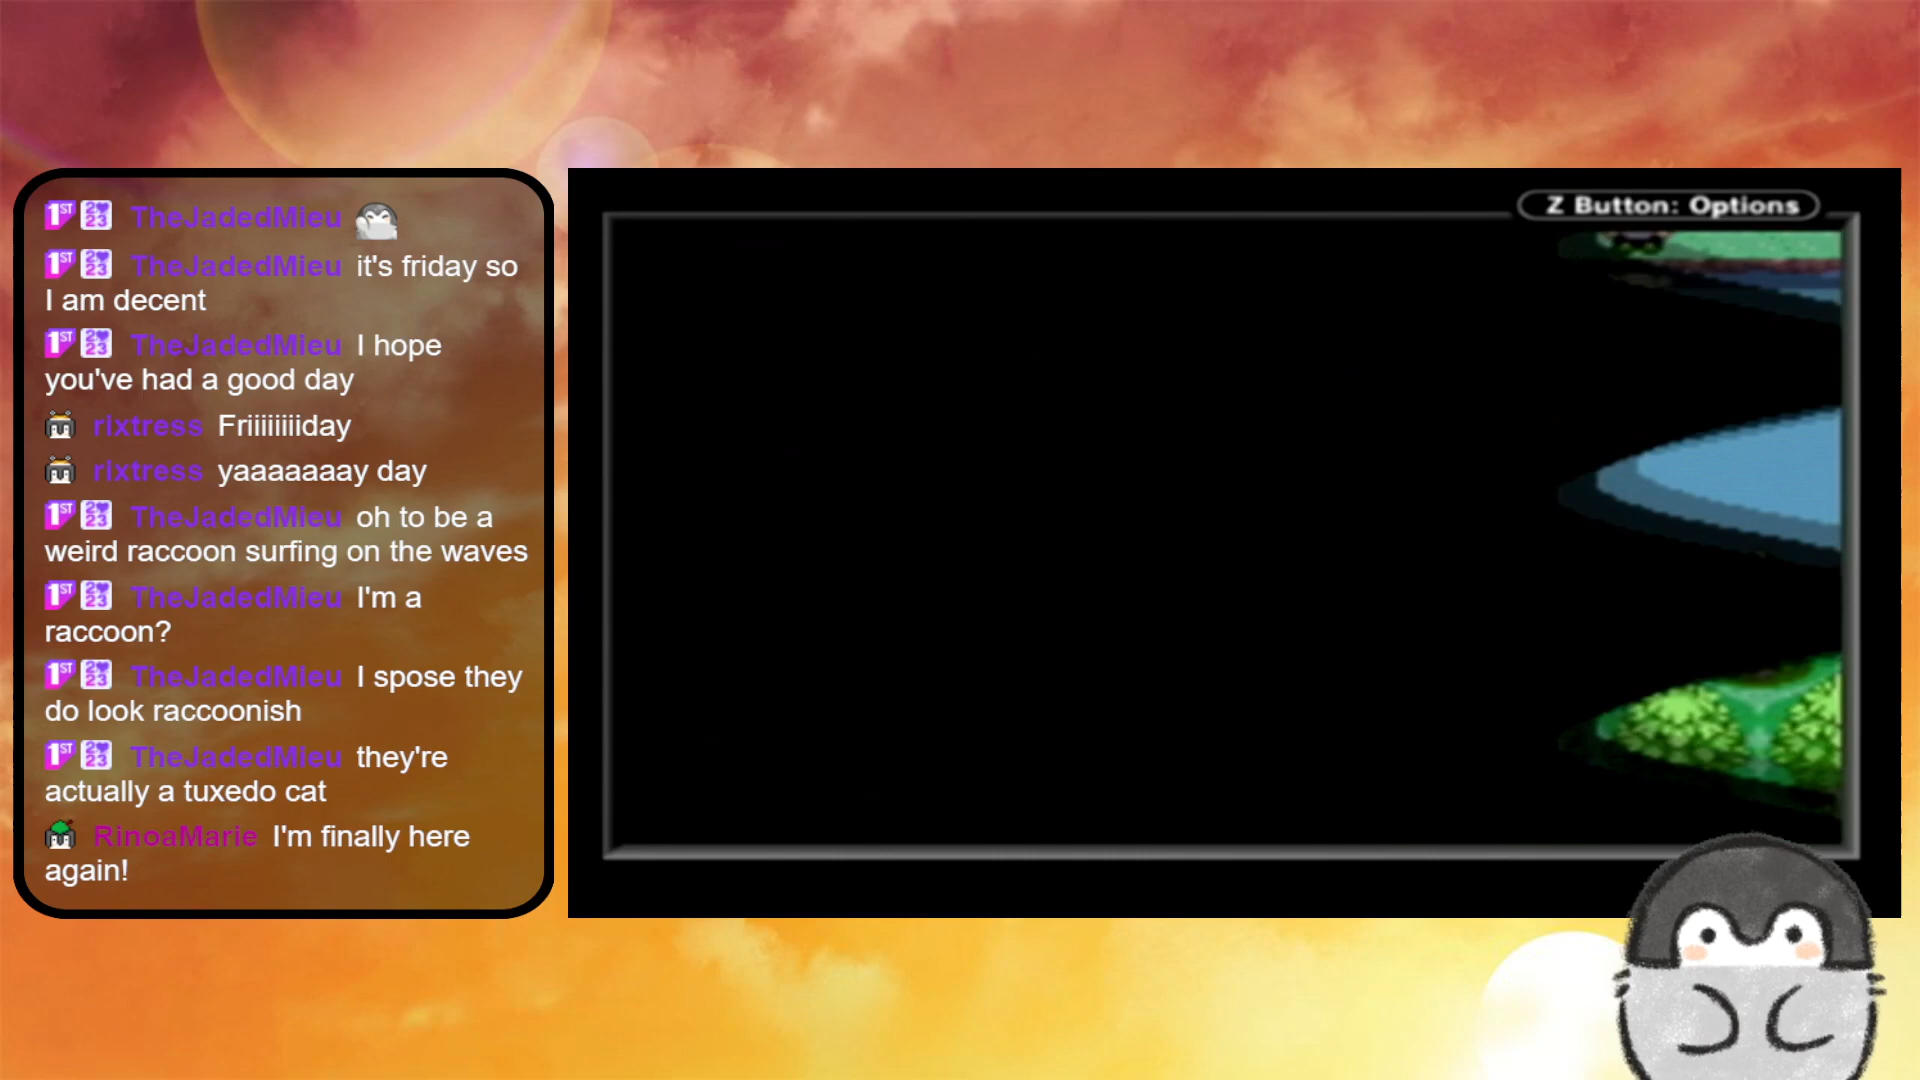 TheJadedMieu
TheJadedMieu it's friday so
I am decent
TheJadedMieu I hope
you've had a good day
rixtress Friiiiiiiiday
rixtress yaaaaaaay day
TheJadedMieu oh to be a
weird raccoon surfing on the waves
TheJadedMieu I'm a
raccoon?
TheJadedMieu I spose they
do look raccoonish
TheJadedMieu they're
actually a tuxedo cat
RinoaMarie I'm finally here
again!
Z Button: Options